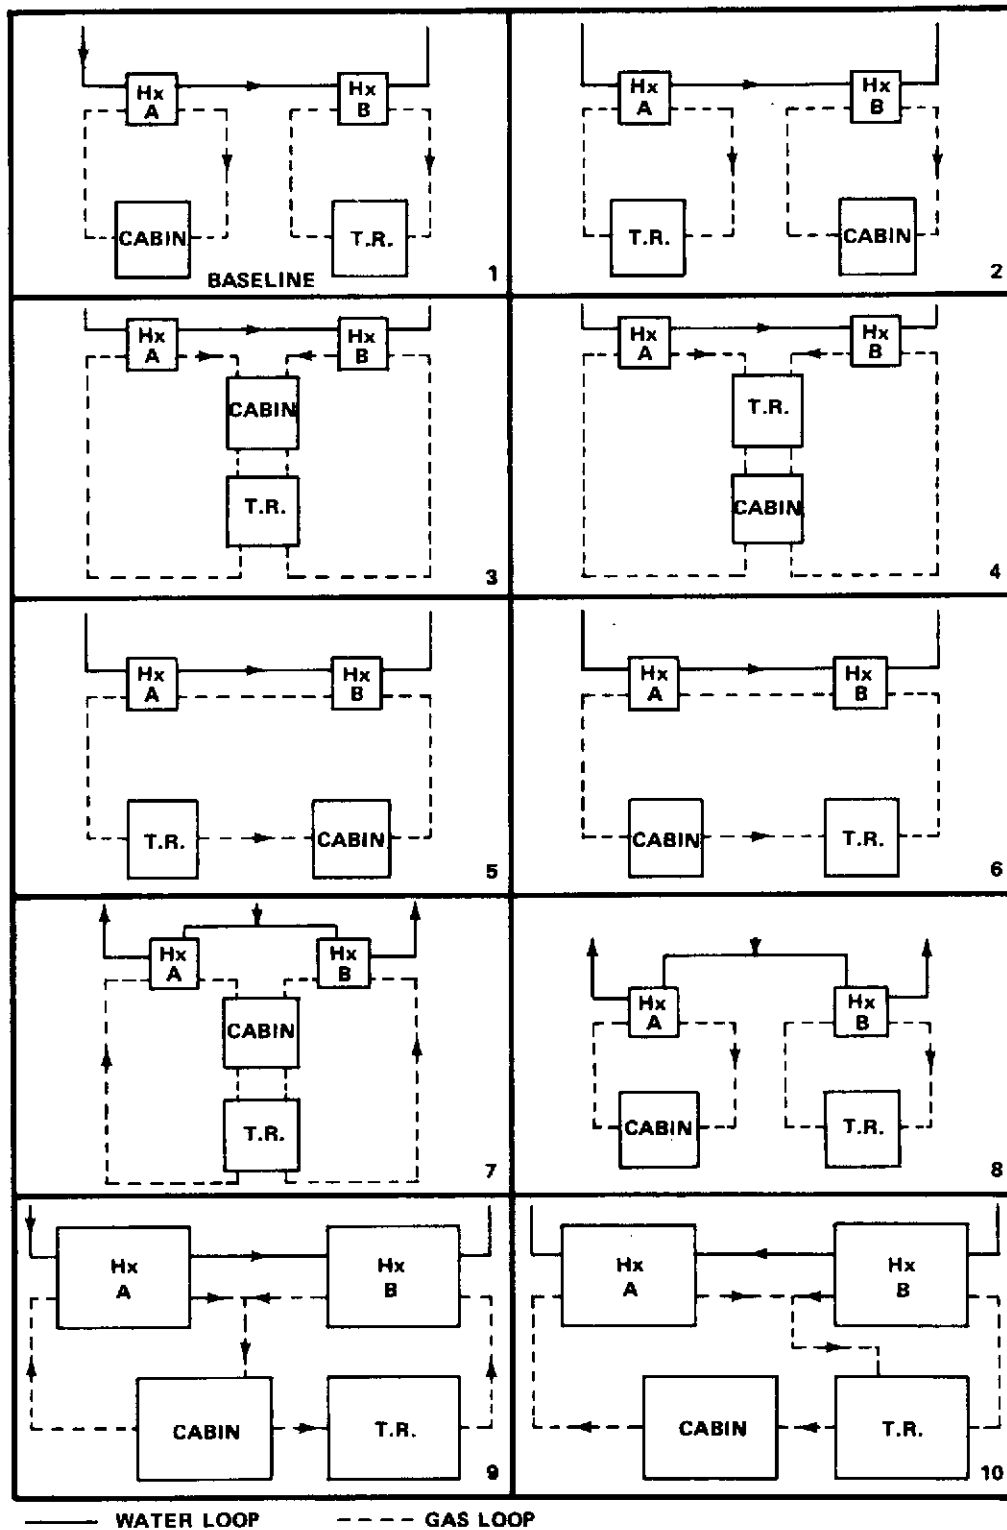 Hx
A
Hx
B
CABIN
T.R.
BASELINE
1
Hx
A
Hx
B
T.R.
CABIN
2
Hx
A
Hx
B
CABIN
T.R.
3
Hx
A
Hx
B
T.R.
CABIN
4
Hx
A
Hx
B
T.R.
CABIN
5
Hx
A
Hx
B
CABIN
T.R.
6
Hx
A
Hx
B
CABIN
T.R.
7
Hx
A
Hx
B
CABIN
T.R.
8
Hx
A
Hx
B
CABIN
T.R.
9
Hx
A
Hx
B
CABIN
T.R.
10
WATER LOOP
GAS LOOP